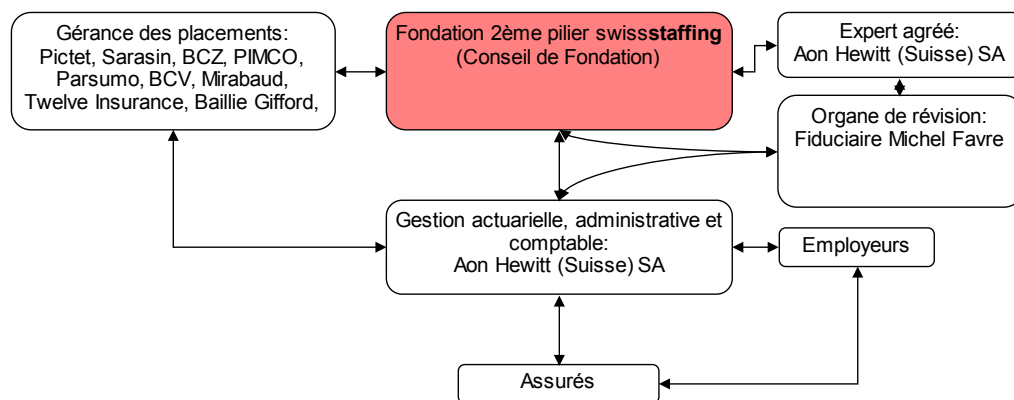 Gérance des placements:
Pictet, Sarasin, BCZ, PIMCO,
Parsumo, BCV, Mirabaud,
Twelve Insurance, Baillie Gifford,
Fondation 2ème pilier swissstaffing
(Conseil de Fondation)
Expert agréé:
Aon Hewitt (Suisse) SA
Organe de révision:
Fiduciaire Michel Favre
Gestion actuarielle, administrative et
comptable:
Aon Hewitt (Suisse) SA
Employeurs
Assurés